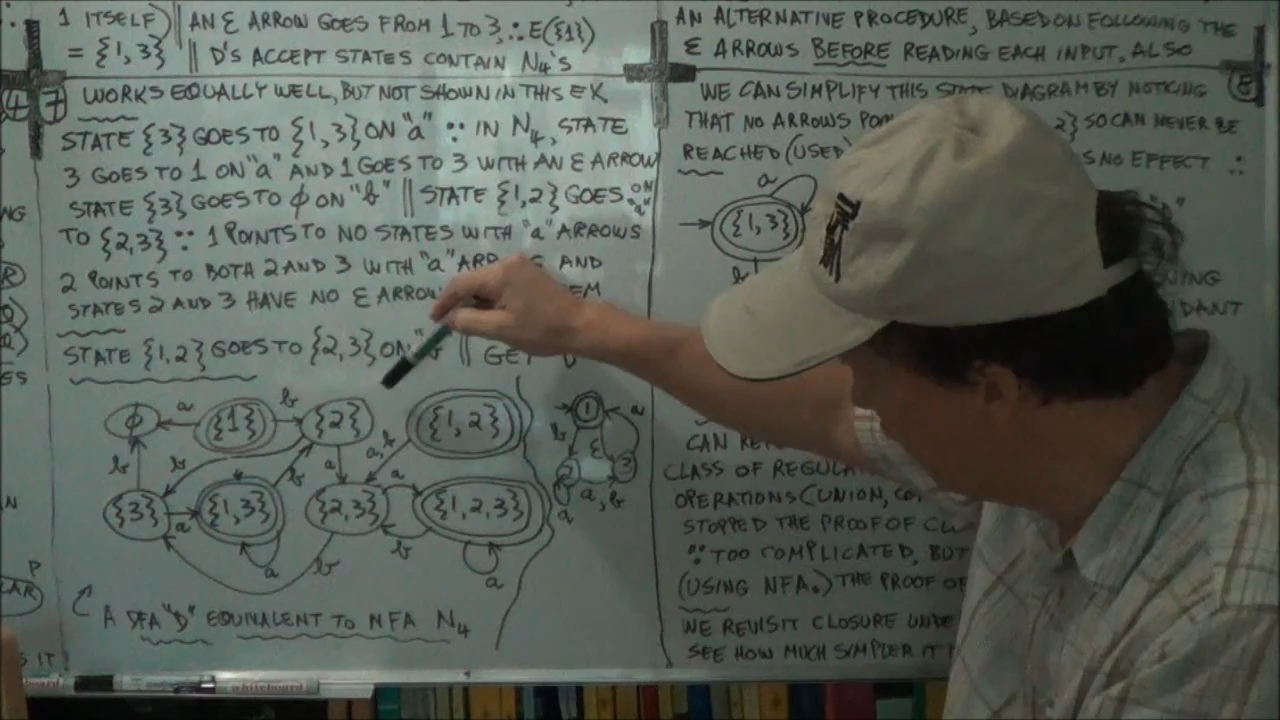 1 ITSELF) || AN Ɛ ARROW GOES FROM 1 TO 3, ∴ E({1})
= {1,3} || D'S ACCEPT STATES CONTAIN N₄'S
47 WORKS EQUALLY WELL, BUT NOT SHOWN IN THIS EX
STATE {3} GOES TO {1,3} ON "a" ∵ IN N₄, STATE
3 GOES TO 1 ON "a" AND 1 GOES TO 3 WITH AN Ɛ ARROW
STATE {3} GOES TO ϕ ON "b" || STATE {1,2} GOES ON "a"
TO {2,3} ∵ 1 POINTS TO NO STATES WITH "a" ARROWS
2 POINTS TO BOTH 2 AND 3 WITH "a" AND
STATES 2 AND 3 HAVE NO Ɛ
STATE {1,2} GOES TO {2,3} ON "b" || GET
ϕ a {1} b {2} {1,2}
b b b a a,b a
{3} a {1,3} {2,3} b {1,2,3}
a b a
A DFA "D" EQUIVALENT TO NFA N₄
1 a
b Ɛ
2 3
a a,b
AN ALTERNATIVE PROCEDURE, BASED ON FOLLOWING THE
Ɛ ARROWS BEFORE READING EACH INPUT, ALSO
WE CAN SIMPLIFY THIS STATE DIAGRAM BY NOTICING
THAT NO ARROWS 2} SO CAN NEVER BE
REACHED (USED) S NO EFFECT ∴
a
{1,3} "b"
b
CAN
CLASS OF
OPERATIONS (UNION,
STOPPED THE PROOF OF
∵ TOO COMPLICATED, BUT
(USING NFA.) THE PROOF OF
WE REVISIT CLOSURE
SEE HOW MUCH SIMPLER IT
whiteboard